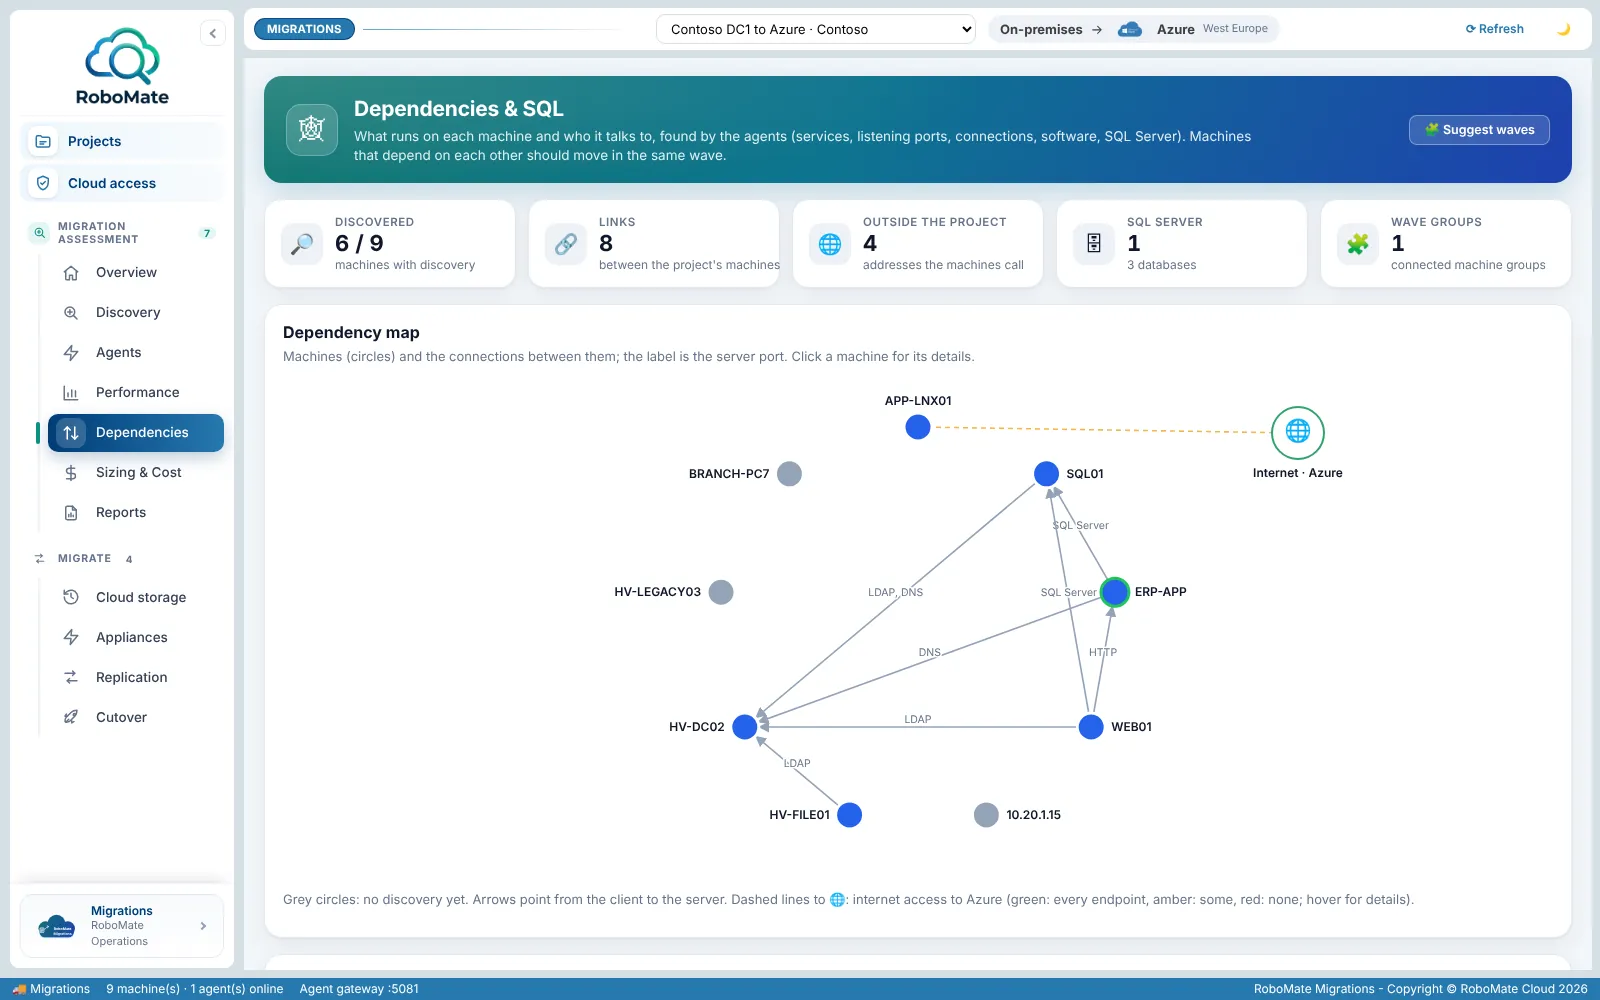 RoboMate
Projects
Cloud access
MIGRATION
ASSESSMENT
7
Overview
Discovery
Agents
Performance
Dependencies
Sizing & Cost
Reports
MIGRATE 4
Cloud storage
Appliances
Replication
Cutover
Migrations
RoboMate
Operations
MIGRATIONS
Contoso DC1 to Azure · Contoso
On-premises → Azure West Europe
⟳ Refresh
Dependencies & SQL
What runs on each machine and who it talks to, found by the agents (services, listening ports, connections, software, SQL Server). Machines
that depend on each other should move in the same wave.
Suggest waves
DISCOVERED
6 / 9
machines with discovery
LINKS
8
between the project's machines
OUTSIDE THE PROJECT
4
addresses the machines call
SQL SERVER
1
3 databases
WAVE GROUPS
1
connected machine groups
Dependency map
Machines (circles) and the connections between them; the label is the server port. Click a machine for its details.
APP-LNX01
BRANCH-PC7
SQL01
Internet · Azure
SQL Server
HV-LEGACY03
LDAP, DNS
SQL Server
ERP-APP
DNS
HTTP
HV-DC02
LDAP
WEB01
LDAP
HV-FILE01
10.20.1.15
Grey circles: no discovery yet. Arrows point from the client to the server. Dashed lines to 🌐: internet access to Azure (green: every endpoint, amber: some, red: none; hover for details).
Migrations 9 machine(s) · 1 agent(s) online Agent gateway :5081
RoboMate Migrations - Copyright © RoboMate Cloud 2026